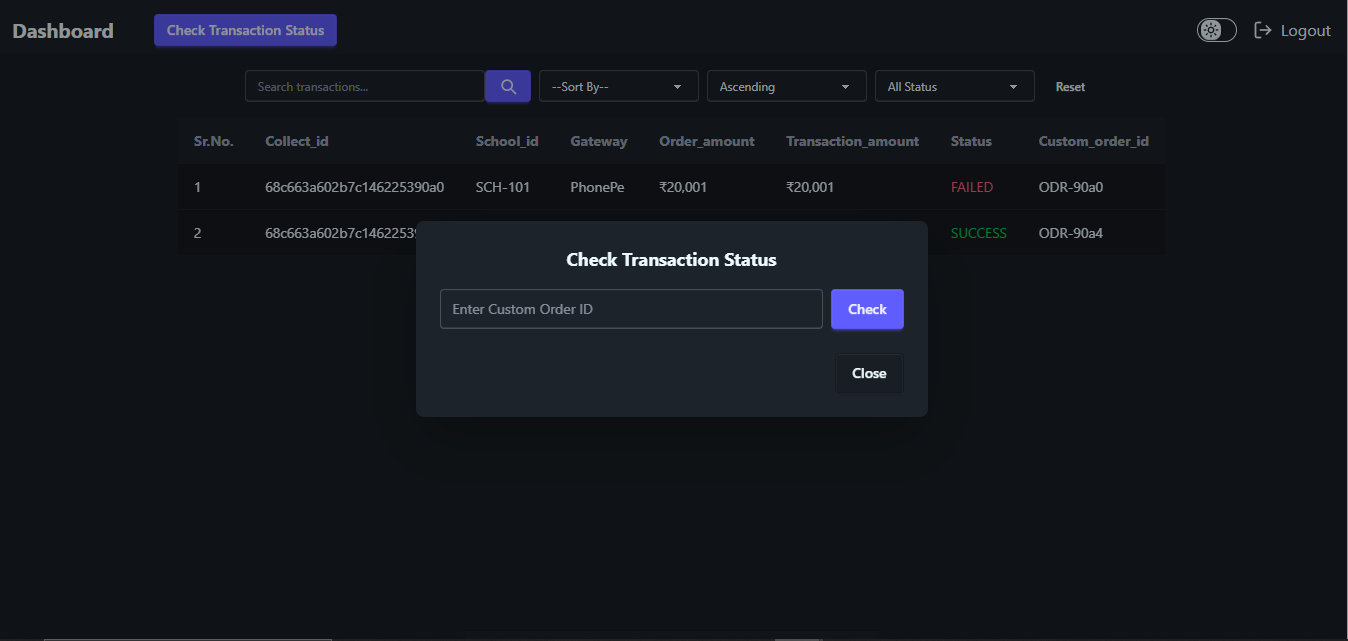 Dashboard Check Transaction Status Logout
Search transactions... --Sort By-- Ascending All Status Reset
Sr.No. Collect_id School_id Gateway Order_amount Transaction_amount Status Custom_order_id
1 68c663a602b7c146225390a0 SCH-101 PhonePe ₹20,001 ₹20,001 FAILED ODR-90a0
2 SUCCESS ODR-90a4
Check Transaction Status
Enter Custom Order ID Check
Close